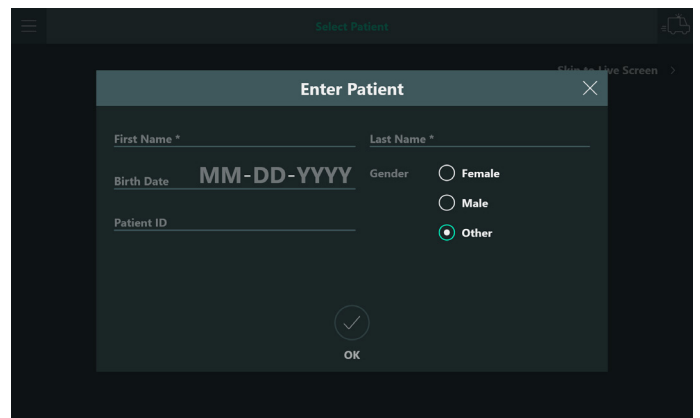 Select Patient
Skip to Live Screen >
Enter Patient
First Name *
Last Name *
Birth Date MM-DD-YYYY
Gender
Female
Male
Patient ID
Other
OK